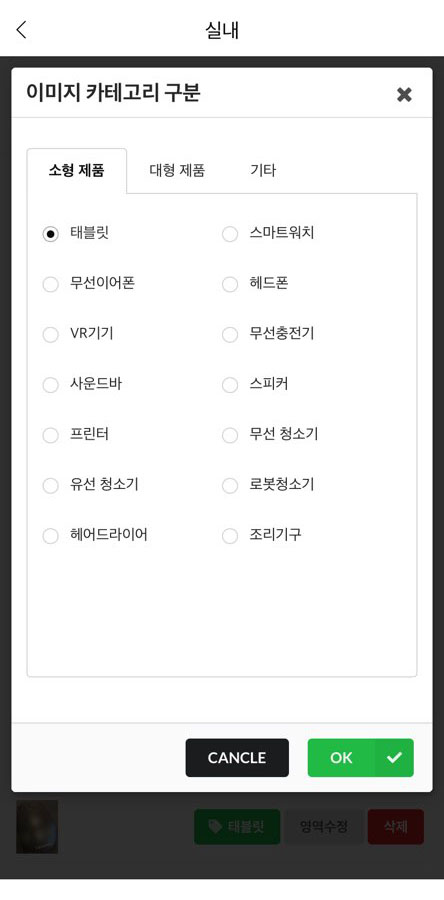 실내
이미지 카테고리 구분
소형 제품 대형 제품 기타
태블릿 스마트워치
무선이어폰 헤드폰
VR기기 무선충전기
사운드바 스피커
프린터 무선 청소기
유선 청소기 로봇청소기
헤어드라이어 조리기구
CANCLE OK
태블릿 영역수정 삭제